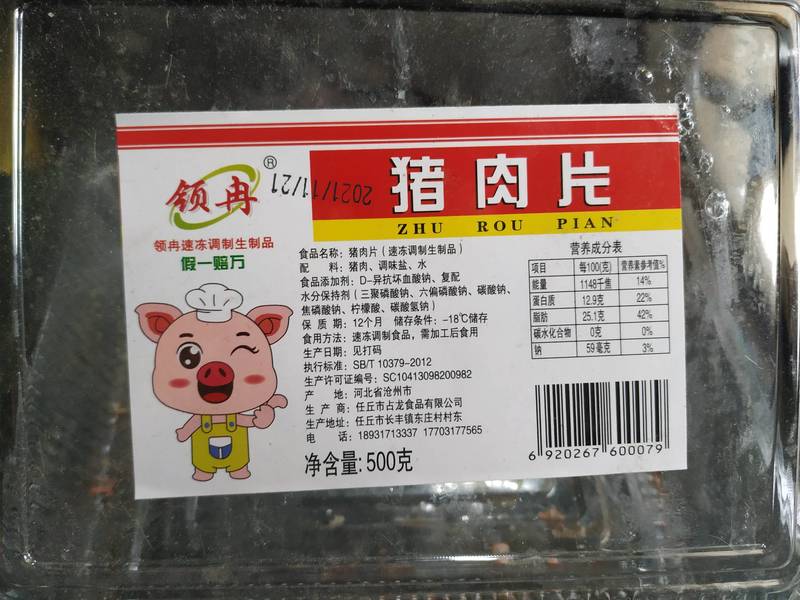 领冉®
2021/11/21
领冉速冻调制生制品
假一赔万
猪肉片
ZHU ROU PIAN
食品名称：猪肉片（速冻调制生制品）
配 料：猪肉、调味盐、水
食品添加剂：D-异抗坏血酸钠、复配
水分保持剂（三聚磷酸钠、六偏磷酸钠、碳酸钠、
焦磷酸钠、柠檬酸、碳酸氢钠）
保 质 期：12个月 储存条件：-18℃储存
食用方法：速冻调制食品，需加工后食用
生产日期：见打码
执行标准：SB/T 10379-2012
生产许可证编号：SC10413098200982
产 地：河北省沧州市
生 产 商：任丘市占龙食品有限公司
生产地址：任丘市长丰镇东庄村村东
电 话：18931713337 17703177565
净含量：500克
营养成分表
项目 每100(克) 营养素参考值%
能量 1148千焦 14%
蛋白质 12.9克 22%
脂肪 25.1克 42%
碳水化合物 0克 0%
钠 59毫克 3%
6 920267 600079